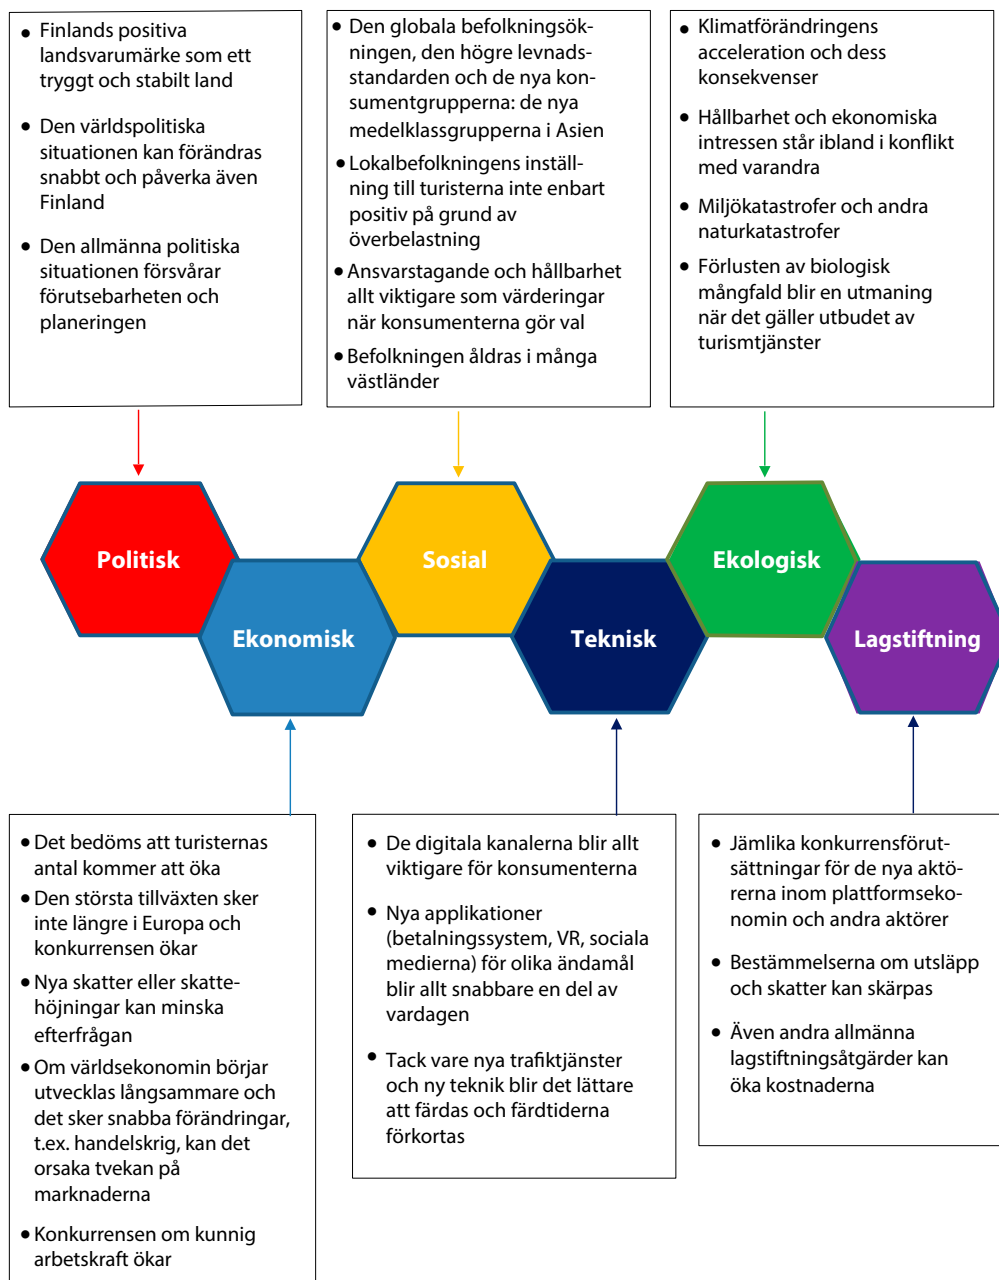 • Finlands positiva
landsvarumärke som ett
tryggt och stabilt land
• Den världspolitiska
situationen kan förändras
snabbt och påverka även
Finland
• Den allmänna politiska
situationen försvårar
förutsebarheten och
planeringen
• Den globala befolkningsök-
ningen, den högre levnads-
standarden och de nya kon-
sumentgrupperna: de nya
medelklassgrupperna i Asien
• Lokalbefolkningens inställ-
ning till turisterna inte enbart
positiv på grund av
överbelastning
• Ansvarstagande och hållbarhet
allt viktigare som värderingar
när konsumenterna gör val
• Befolkningen åldras i många
västländer
• Klimatförändringens
acceleration och dess
konsekvenser
• Hållbarhet och ekonomiska
intressen står ibland i konflikt
med varandra
• Miljökatastrofer och andra
naturkatastrofer
• Förlusten av biologisk
mångfald blir en utmaning
när det gäller utbudet av
turismtjänster
Politisk
Ekonomisk
Sosial
Teknisk
Ekologisk
Lagstiftning
• Det bedöms att turisternas
antal kommer att öka
• Den största tillväxten sker
inte längre i Europa och
konkurrensen ökar
• Nya skatter eller skatte-
höjningar kan minska
efterfrågan
• Om världsekonomin börjar
utvecklas långsammare och
det sker snabba förändringar,
t.ex. handelskrig, kan det
orsaka tvekan på
marknaderna
• Konkurrensen om kunnig
arbetskraft ökar
• De digitala kanalerna blir allt
viktigare för konsumenterna
• Nya applikationer
(betalningssystem, VR, sociala
medierna) för olika ändamål
blir allt snabbare en del av
vardagen
• Tack vare nya trafiktjänster
och ny teknik blir det lättare
att färdas och färdtiderna
förkortas
• Jämlika konkurrensförut-
sättningar för de nya aktö-
rerna inom plattformseko-
nomin och andra aktörer
• Bestämmelserna om utsläpp
och skatter kan skärpas
• Även andra allmänna
lagstiftningsåtgärder kan
öka kostnaderna